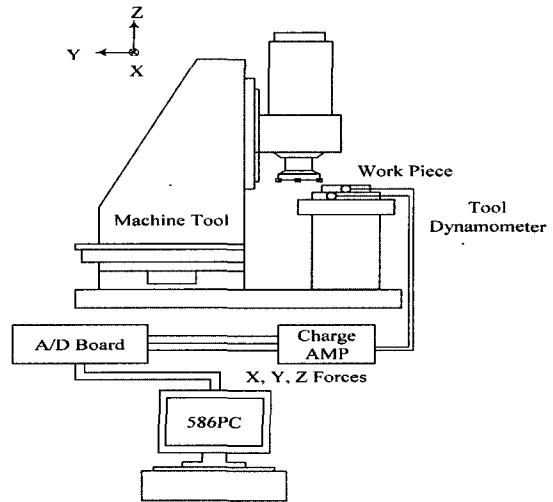 Z
Y
X
Work Piece
Machine Tool
Tool
Dynamometer
A/D Board
Charge
AMP
X, Y, Z Forces
586PC